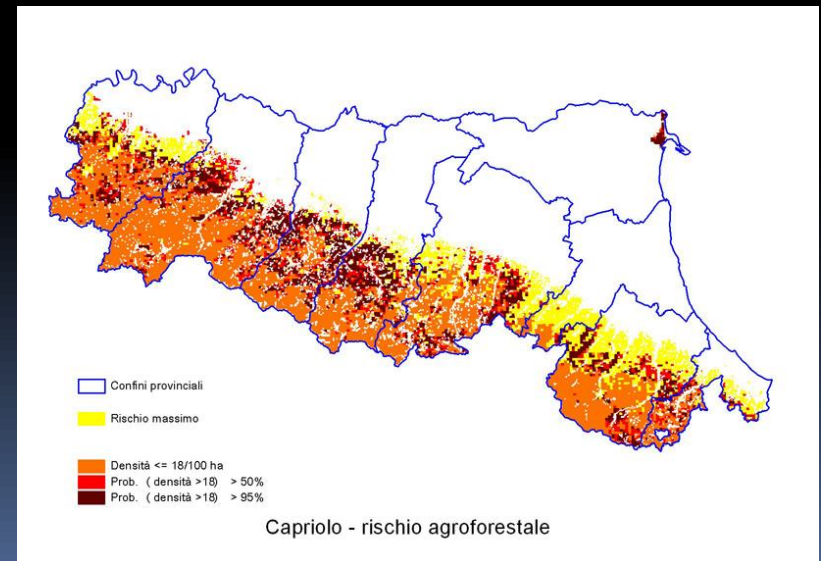 Confini provinciali
Rischio massimo
Densità <= 18/100 ha
Prob. ( densità >18) > 50%
Prob. ( densità >18) > 95%
Capriolo - rischio agroforestale